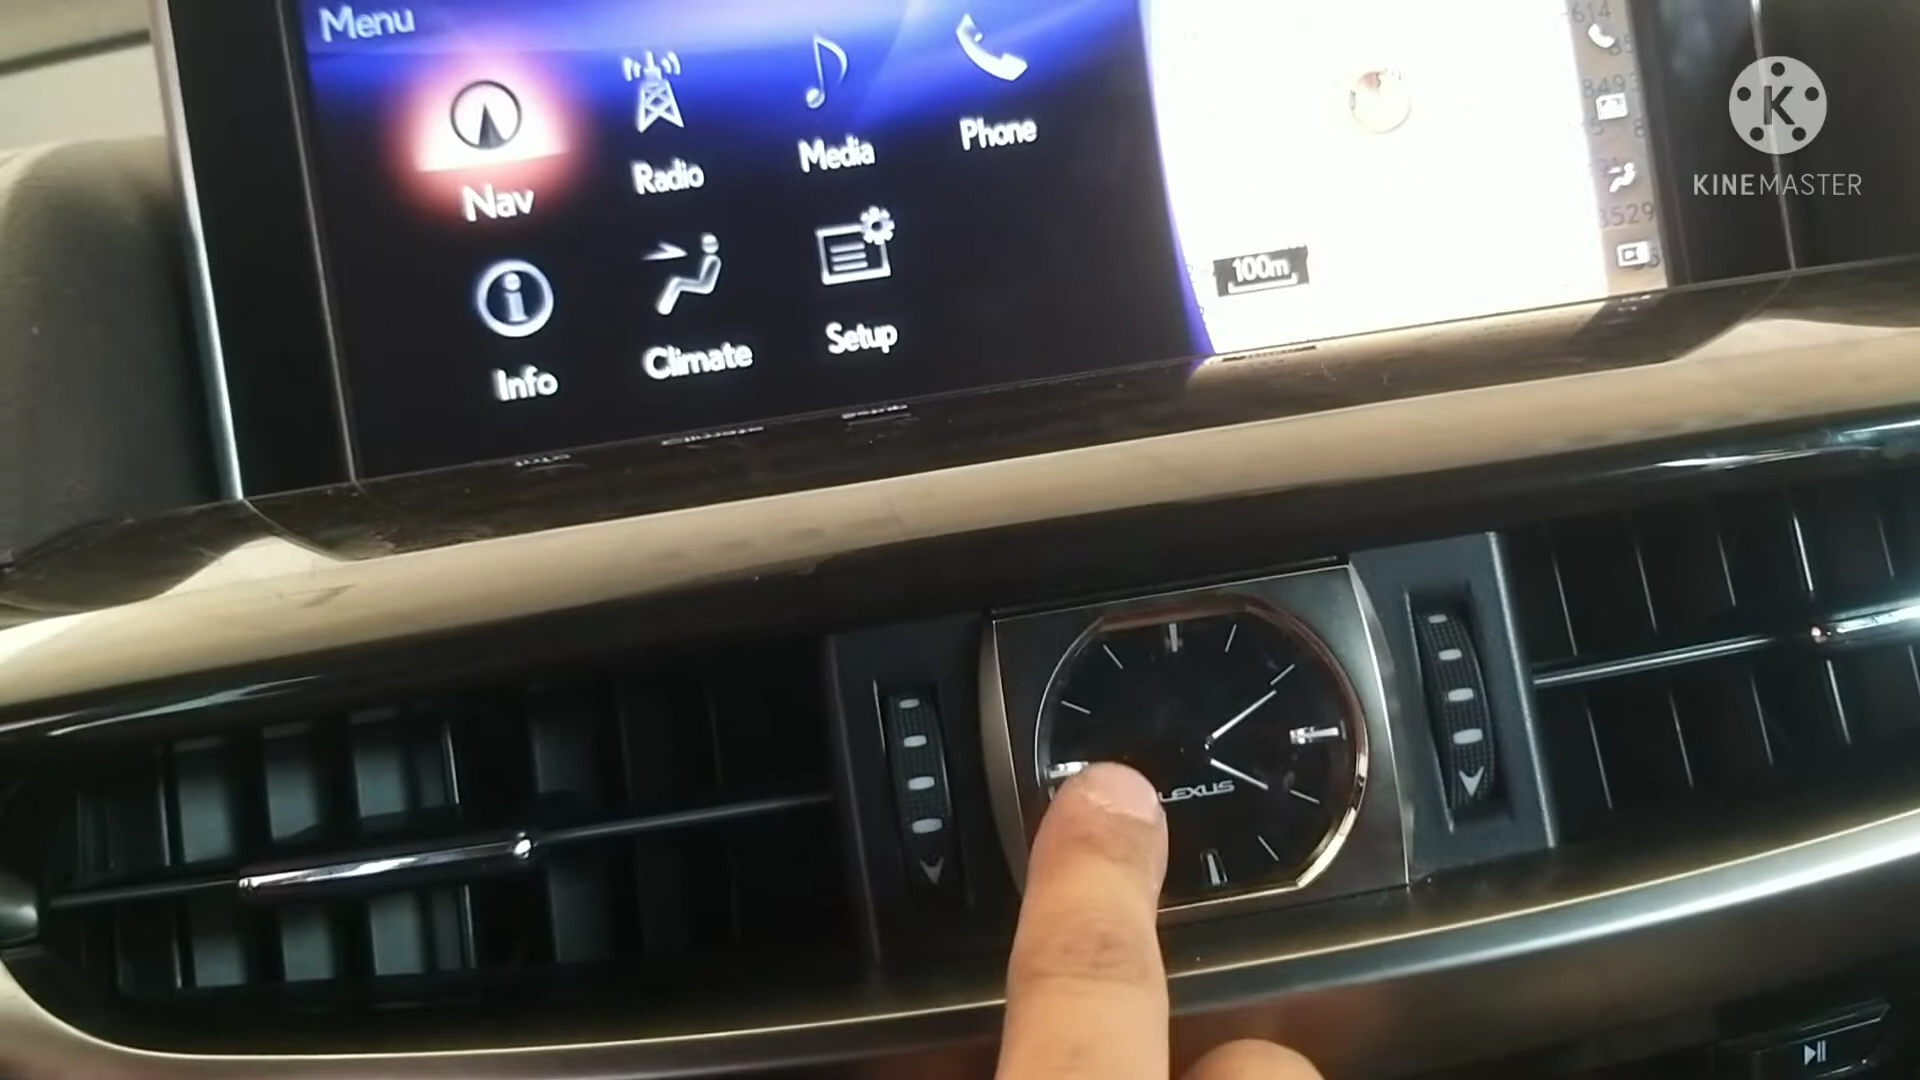 Menu
Nav
Radio
Media
Phone
Info
Climate
Setup
100m
K
KINEMASTER
LEXUS